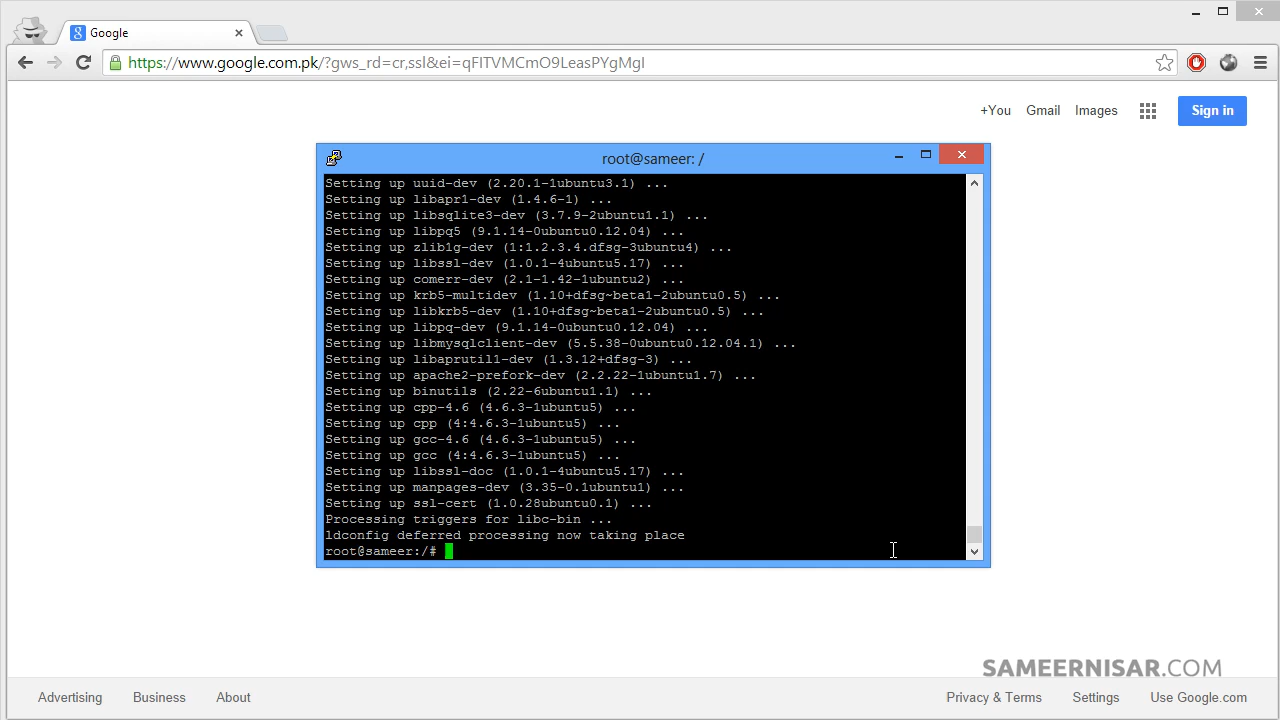 Google
https://www.google.com.pk/?gws_rd=cr,ssl&ei=qFITVMCmO9LeasPYgMgI
+You Gmail Images Sign in
root@sameer: /
Setting up uuid-dev (2.20.1-1ubuntu3.1) ...
Setting up libapr1-dev (1.4.6-1) ...
Setting up libsqlite3-dev (3.7.9-2ubuntu1.1) ...
Setting up libpq5 (9.1.14-0ubuntu0.12.04) ...
Setting up zlib1g-dev (1:1.2.3.4.dfsg-3ubuntu4) ...
Setting up libssl-dev (1.0.1-4ubuntu5.17) ...
Setting up comerr-dev (2.1-1.42-1ubuntu2) ...
Setting up krb5-multidev (1.10+dfsg~beta1-2ubuntu0.5) ...
Setting up libkrb5-dev (1.10+dfsg~beta1-2ubuntu0.5) ...
Setting up libpq-dev (9.1.14-0ubuntu0.12.04) ...
Setting up libmysqlclient-dev (5.5.38-0ubuntu0.12.04.1) ...
Setting up libaprutil1-dev (1.3.12+dfsg-3) ...
Setting up apache2-prefork-dev (2.2.22-1ubuntu1.7) ...
Setting up binutils (2.22-6ubuntu1.1) ...
Setting up cpp-4.6 (4.6.3-1ubuntu5) ...
Setting up cpp (4:4.6.3-1ubuntu5) ...
Setting up gcc-4.6 (4.6.3-1ubuntu5) ...
Setting up gcc (4:4.6.3-1ubuntu5) ...
Setting up libssl-doc (1.0.1-4ubuntu5.17) ...
Setting up manpages-dev (3.35-0.1ubuntu1) ...
Setting up ssl-cert (1.0.28ubuntu0.1) ...
Processing triggers for libc-bin ...
ldconfig deferred processing now taking place
root@sameer:/#
SAMEERNISAR.COM
Advertising Business About Privacy & Terms Settings Use Google.com